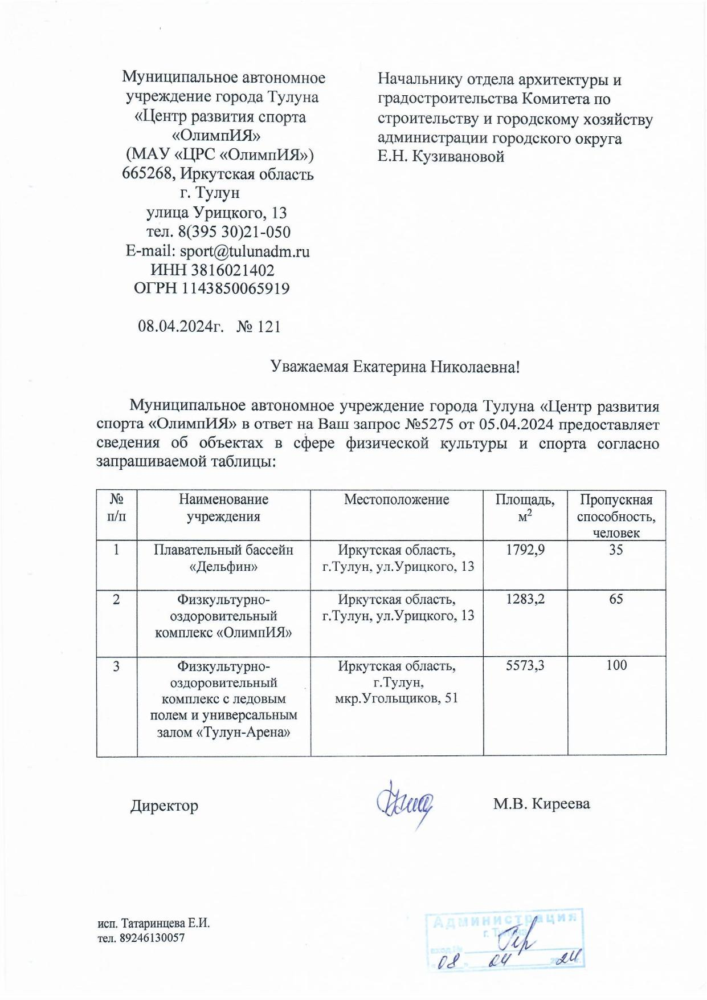 Муниципальное автономное
учреждение города Тулуна
«Центр развития спорта
«ОлимпИЯ»
(МАУ «ЦРС «ОлимпИЯ»)
665268, Иркутская область
г. Тулун
улица Урицкого, 13
тел. 8(395 30)21-050
E-mail: sport@tulunadm.ru
ИНН 3816021402
ОГРН 1143850065919
08.04.2024г. № 121
Начальнику отдела архитектуры и
градостроительства Комитета по
строительству и городскому хозяйству
администрации городского округа
Е.Н. Кузивановой
Уважаемая Екатерина Николаевна!
Муниципальное автономное учреждение города Тулуна «Центр развития
спорта «ОлимпИЯ» в ответ на Ваш запрос №5275 от 05.04.2024 предоставляет
сведения об объектах в сфере физической культуры и спорта согласно
запрашиваемой таблицы:
№
п/п
Наименование
учреждения
Местоположение
Площадь,
м²
Пропускная
способность,
человек
1
Плавательный бассейн
«Дельфин»
Иркутская область,
г.Тулун, ул.Урицкого, 13
1792,9
35
2
Физкультурно-
оздоровительный
комплекс «ОлимпИЯ»
Иркутская область,
г.Тулун, ул.Урицкого, 13
1283,2
65
3
Физкультурно-
оздоровительный
комплекс с ледовым
полем и универсальным
залом «Тулун-Арена»
Иркутская область,
г.Тулун,
мкр.Угольщиков, 51
5573,3
100
Директор
М.В. Киреева
исп. Татаринцева Е.И.
тел. 89246130057
Администрация
г. Тулуна
вход.№
08 04 24